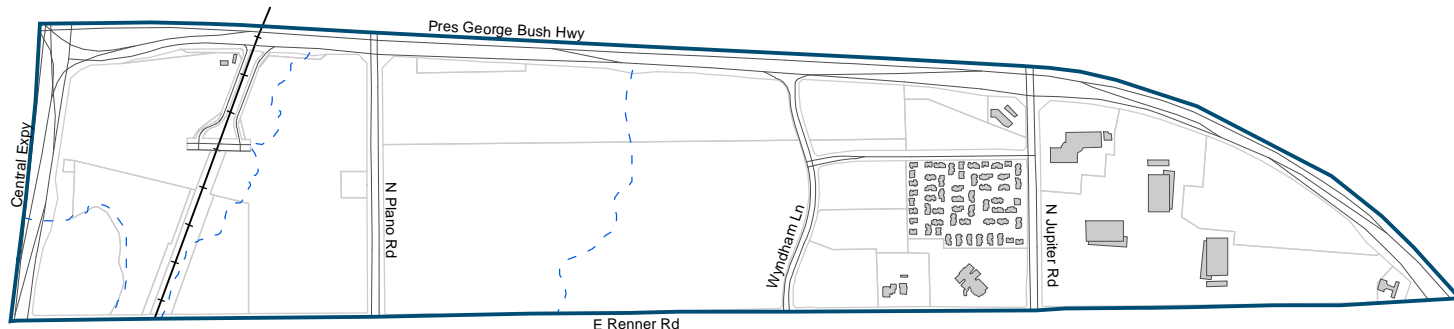 Pres George Bush Hwy
Central Expy
N Plano Rd
Wyndham Ln
N Jupiter Rd
E Renner Rd